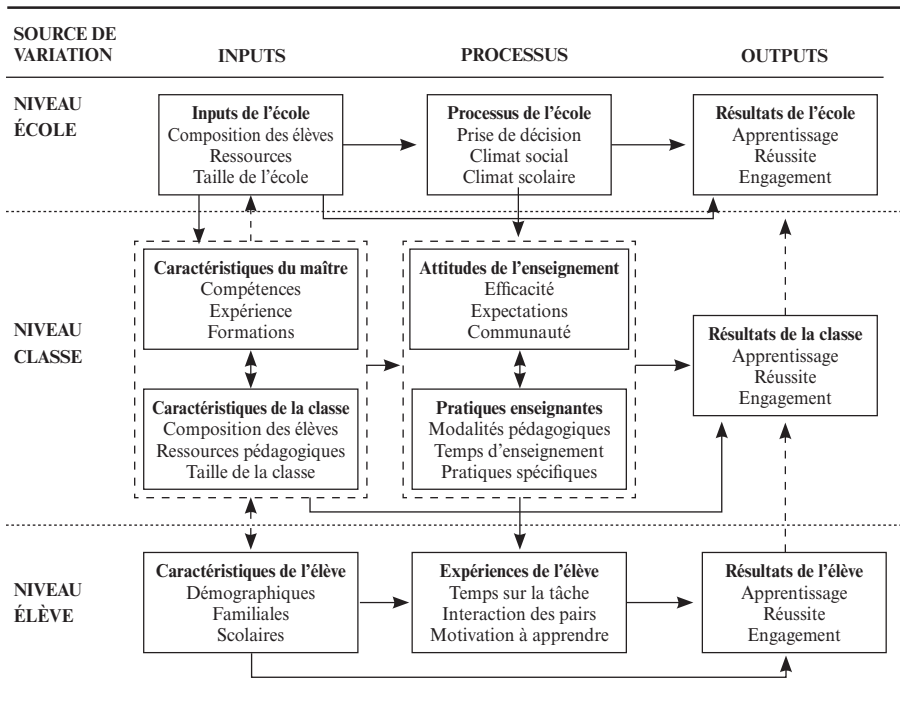 SOURCE DE
VARIATION
INPUTS
PROCESSUS
OUTPUTS
NIVEAU
ÉCOLE
Inputs de l’école
Composition des élèves
Ressources
Taille de l’école
Processus de l’école
Prise de décision
Climat social
Climat scolaire
Résultats de l’école
Apprentissage
Réussite
Engagement
NIVEAU
CLASSE
Caractéristiques du maître
Compétences
Expérience
Formations
Caractéristiques de la classe
Composition des élèves
Ressources pédagogiques
Taille de la classe
Attitudes de l’enseignement
Efficacité
Expectations
Communauté
Pratiques enseignantes
Modalités pédagogiques
Temps d’enseignement
Pratiques spécifiques
Résultats de la classe
Apprentissage
Réussite
Engagement
NIVEAU
ÉLÈVE
Caractéristiques de l’élève
Démographiques
Familiales
Scolaires
Expériences de l’élève
Temps sur la tâche
Interaction des pairs
Motivation à apprendre
Résultats de l’élève
Apprentissage
Réussite
Engagement